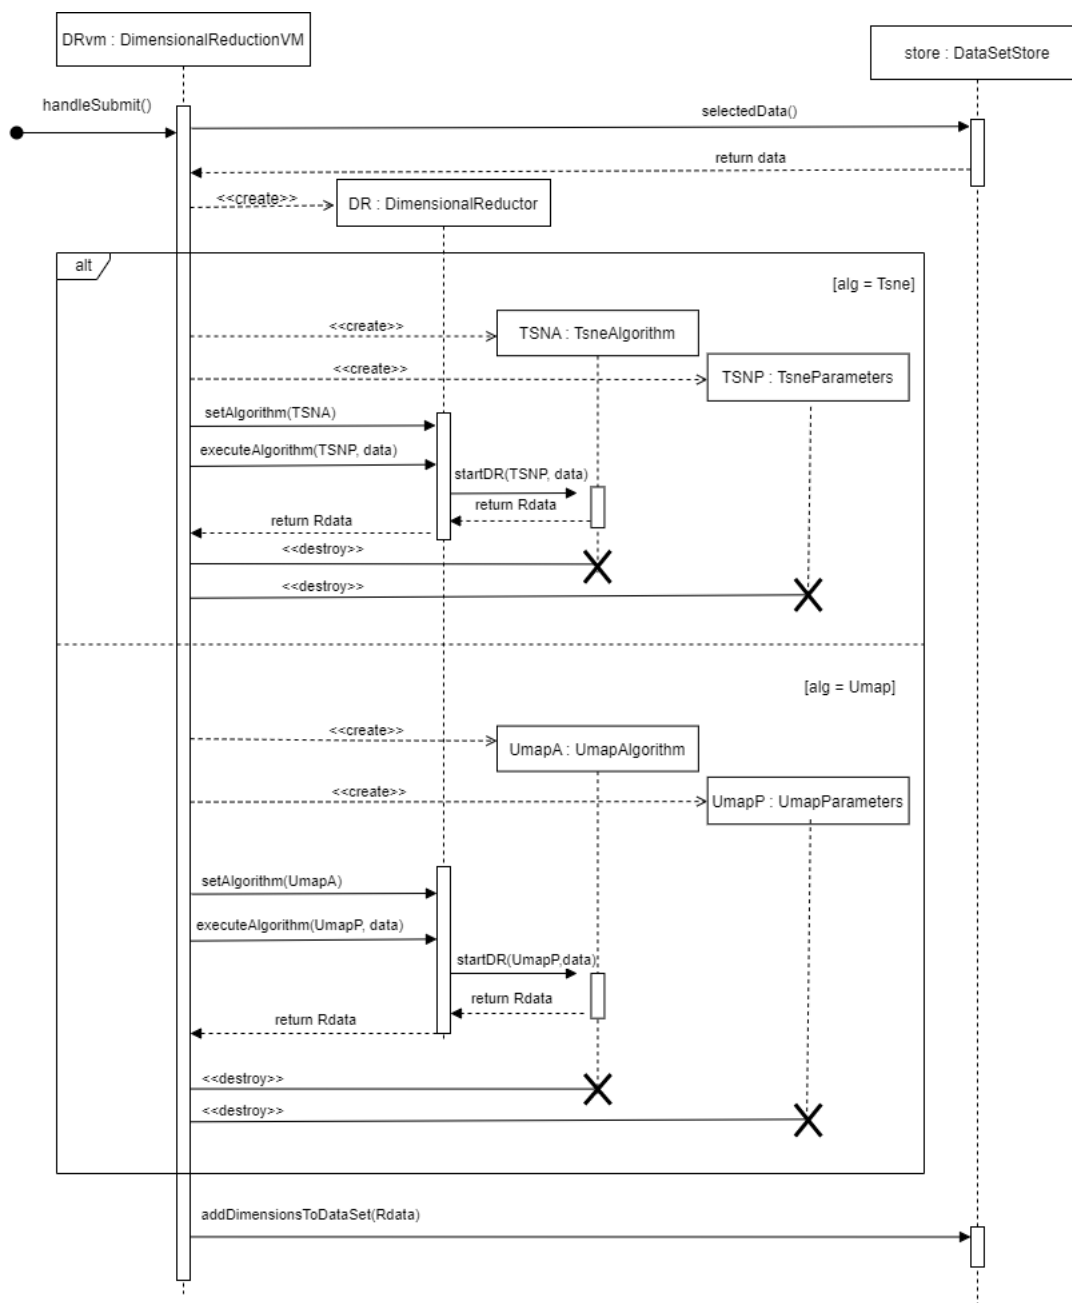 DRvm : DimensionalReductionVM
store : DataSetStore
handleSubmit()
selectedData()
return data
<<create>>
DR : DimensionalReductor
alt
[alg = Tsne]
<<create>>
TSNA : TsneAlgorithm
<<create>>
TSNP : TsneParameters
setAlgorithm(TSNA)
executeAlgorithm(TSNP, data)
startDR(TSNP, data)
return Rdata
return Rdata
<<destroy>>
<<destroy>>
[alg = Umap]
<<create>>
UmapA : UmapAlgorithm
<<create>>
UmapP : UmapParameters
setAlgorithm(UmapA)
executeAlgorithm(UmapP, data)
startDR(UmapP,data)
return Rdata
return Rdata
<<destroy>>
<<destroy>>
addDimensionsToDataSet(Rdata)